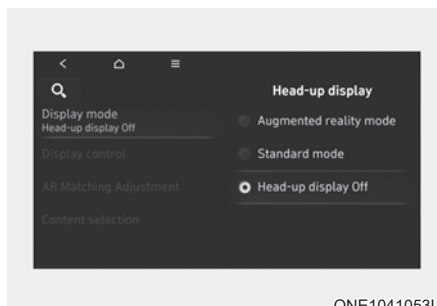 Head-up display
Display mode
Head-up display Off
Display control
AR Matching Adjustment
Content selection
Augmented reality mode
Standard mode
Head-up display Off